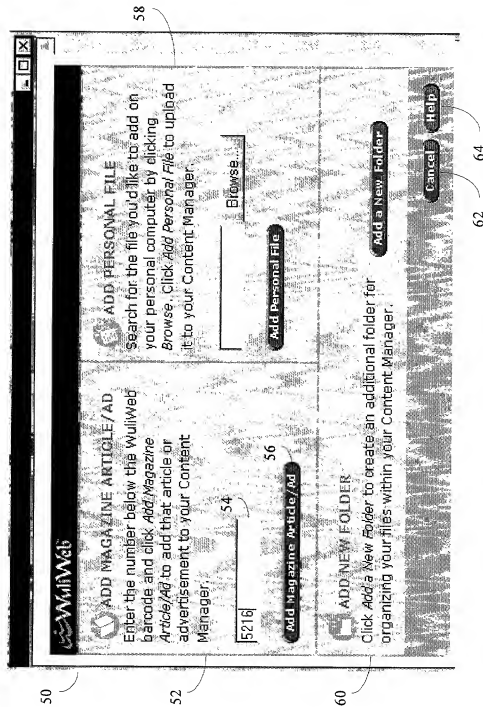 50
WuliWeb
52
ADD MAGAZINE ARTICLE/AD
Enter the number below the WuliWeb
barcode and click Add Magazine
Article/Ad to add that article or
advertisement to your Content
Manager.
54
5216
56
Add Magazine Article/Ad
58
ADD PERSONAL FILE
Search for the file you'd like to add on
your personal computer by clicking
Browse. Click Add Personal File to upload
it to your Content Manager.
Browse...
Add Personal File
60
ADD NEW FOLDER
Click Add a New Folder to create an additional folder for
organizing your files within your Content Manager.
Add a New Folder
Cancel
Help
62
64